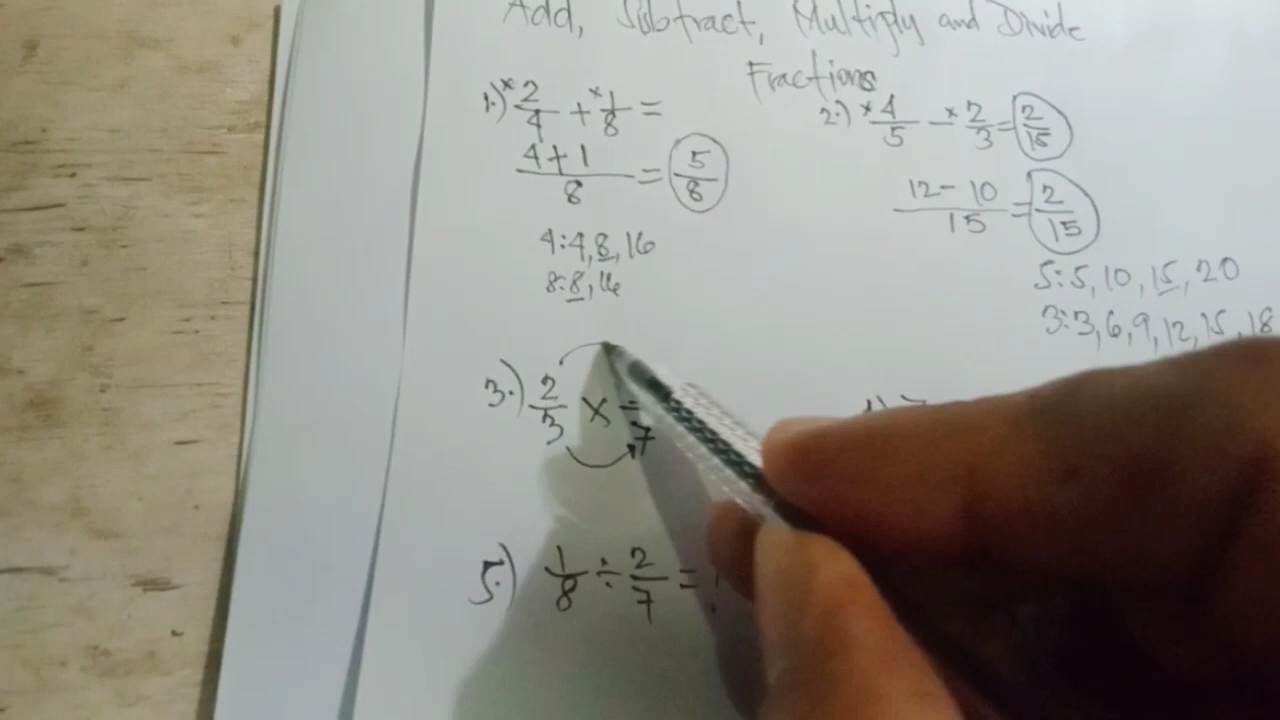 Add, Subtract, Multiply and Divide
Fractions
1.) × 2/4 + × 1/8 =
4+1/8 = 5/8
4:4,8,16
8:8,16
2.) × 4/5 − × 2/3 = 2/15
12-10/15 = 2/15
5:5,10,15,20
3:3,6,9,12,15,18
3.) 2/3 × /7
5.) 1/8 ÷ 2/7 =